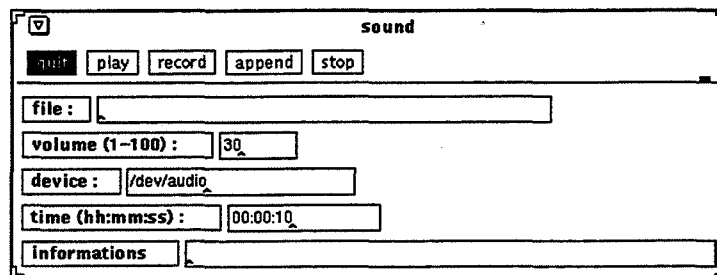 sound
quit play record append stop
file :
volume (1-100) : 30
device : /dev/audio
time (hh:mm:ss) : 00:00:10
informations